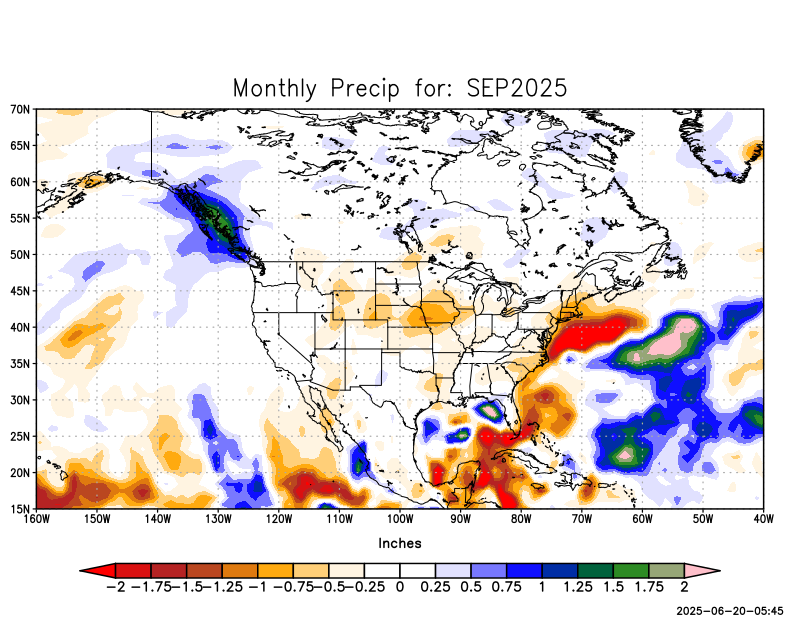 Monthly Precip for: SEP2025
70N
65N
60N
55N
50N
45N
40N
35N
30N
25N
20N
15N
160W 150W 140W 130W 120W 110W 100W 90W 80W 70W 60W 50W 40W
Inches
−2 −1.75 −1.5 −1.25 −1 −0.75 −0.5 −0.25 0 0.25 0.5 0.75 1 1.25 1.5 1.75 2
2025−06−20−05:45